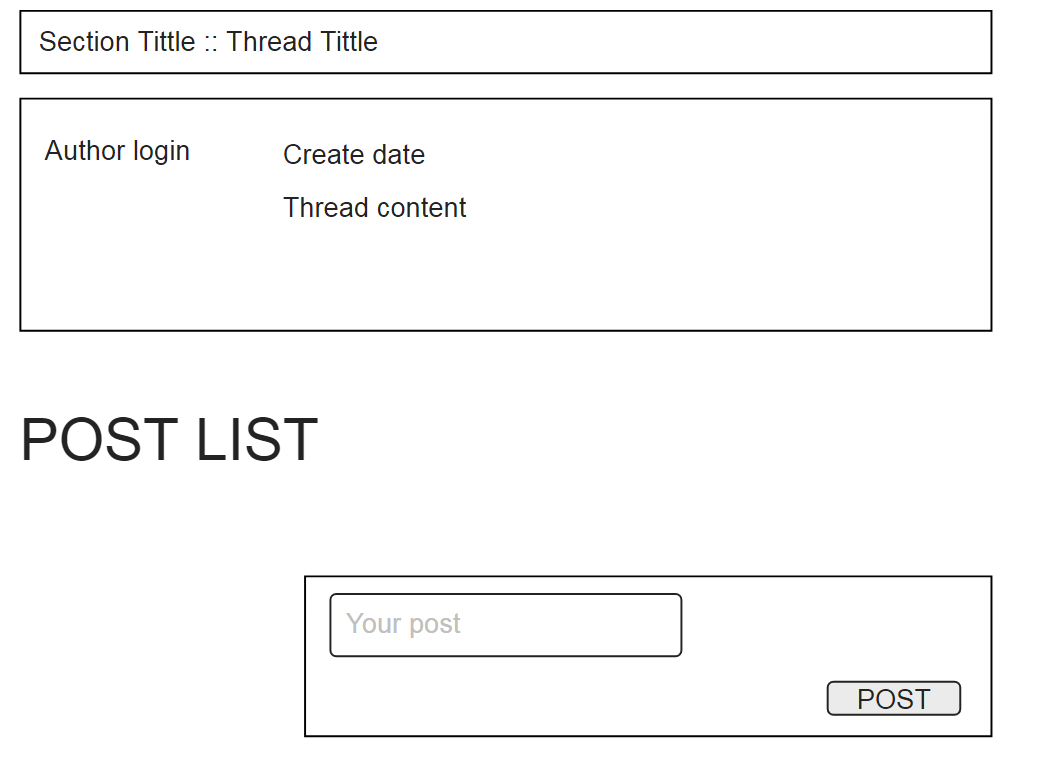 Section Tittle :: Thread Tittle
Author login
Create date
Thread content
POST LIST
Your post
POST